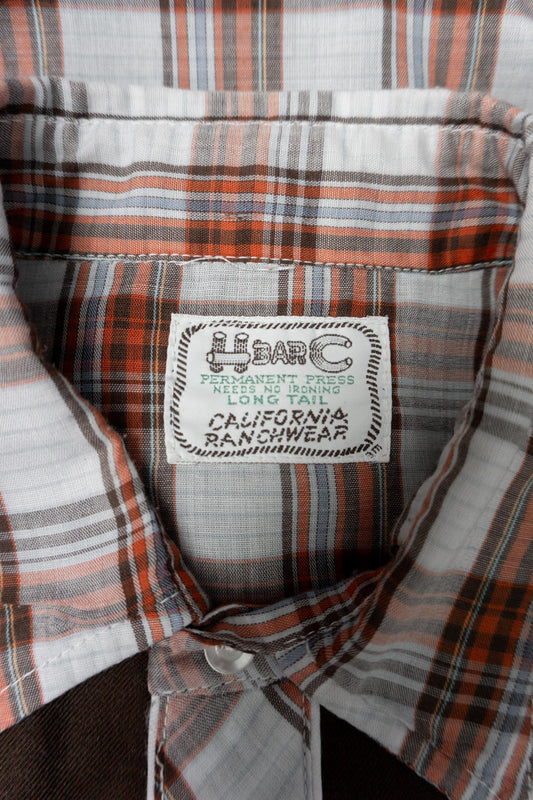 H BAR C
PERMANENT PRESS
NEEDS NO IRONING
LONG TAIL
CALIFORNIA
RANCHWEAR